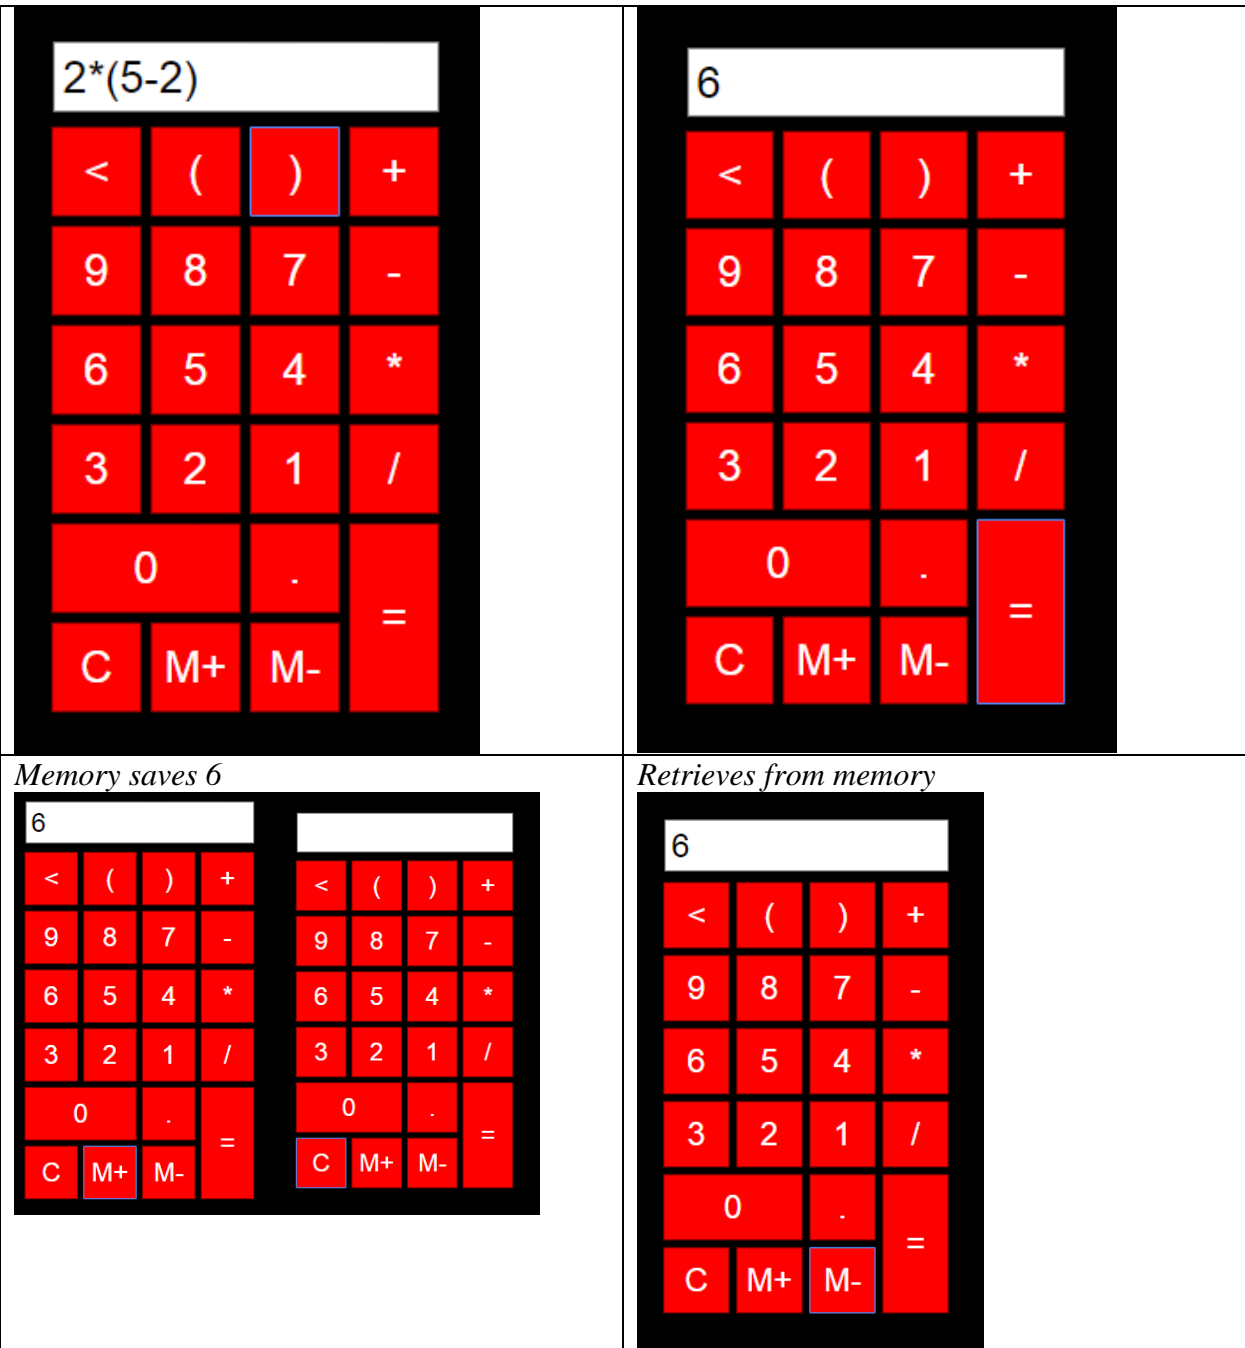 2*(5-2)
< ( ) +
9 8 7 -
6 5 4 *
3 2 1 /
0 .
=
C M+ M-
6
< ( ) +
9 8 7 -
6 5 4 *
3 2 1 /
0 .
=
C M+ M-
Memory saves 6
6
< ( ) +
9 8 7 -
6 5 4 *
3 2 1 /
0 .
=
C M+ M-
< ( ) +
9 8 7 -
6 5 4 *
3 2 1 /
0 .
=
C M+ M-
Retrieves from memory
6
< ( ) +
9 8 7 -
6 5 4 *
3 2 1 /
0 .
=
C M+ M-